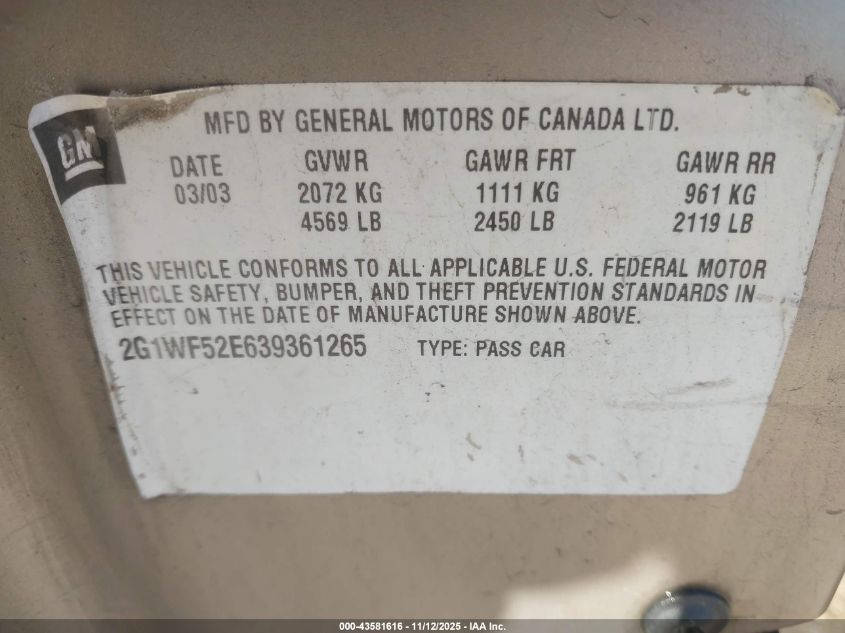 GM
MFD BY GENERAL MOTORS OF CANADA LTD.
DATE GVWR GAWR FRT GAWR RR
03/03 2072 KG 1111 KG 961 KG
4569 LB 2450 LB 2119 LB
THIS VEHICLE CONFORMS TO ALL APPLICABLE U.S. FEDERAL MOTOR
VEHICLE SAFETY, BUMPER, AND THEFT PREVENTION STANDARDS IN
EFFECT ON THE DATE OF MANUFACTURE SHOWN ABOVE.
2G1WF52E639361265 TYPE: PASS CAR
000-43581616 - 11/12/2025 - IAA Inc.